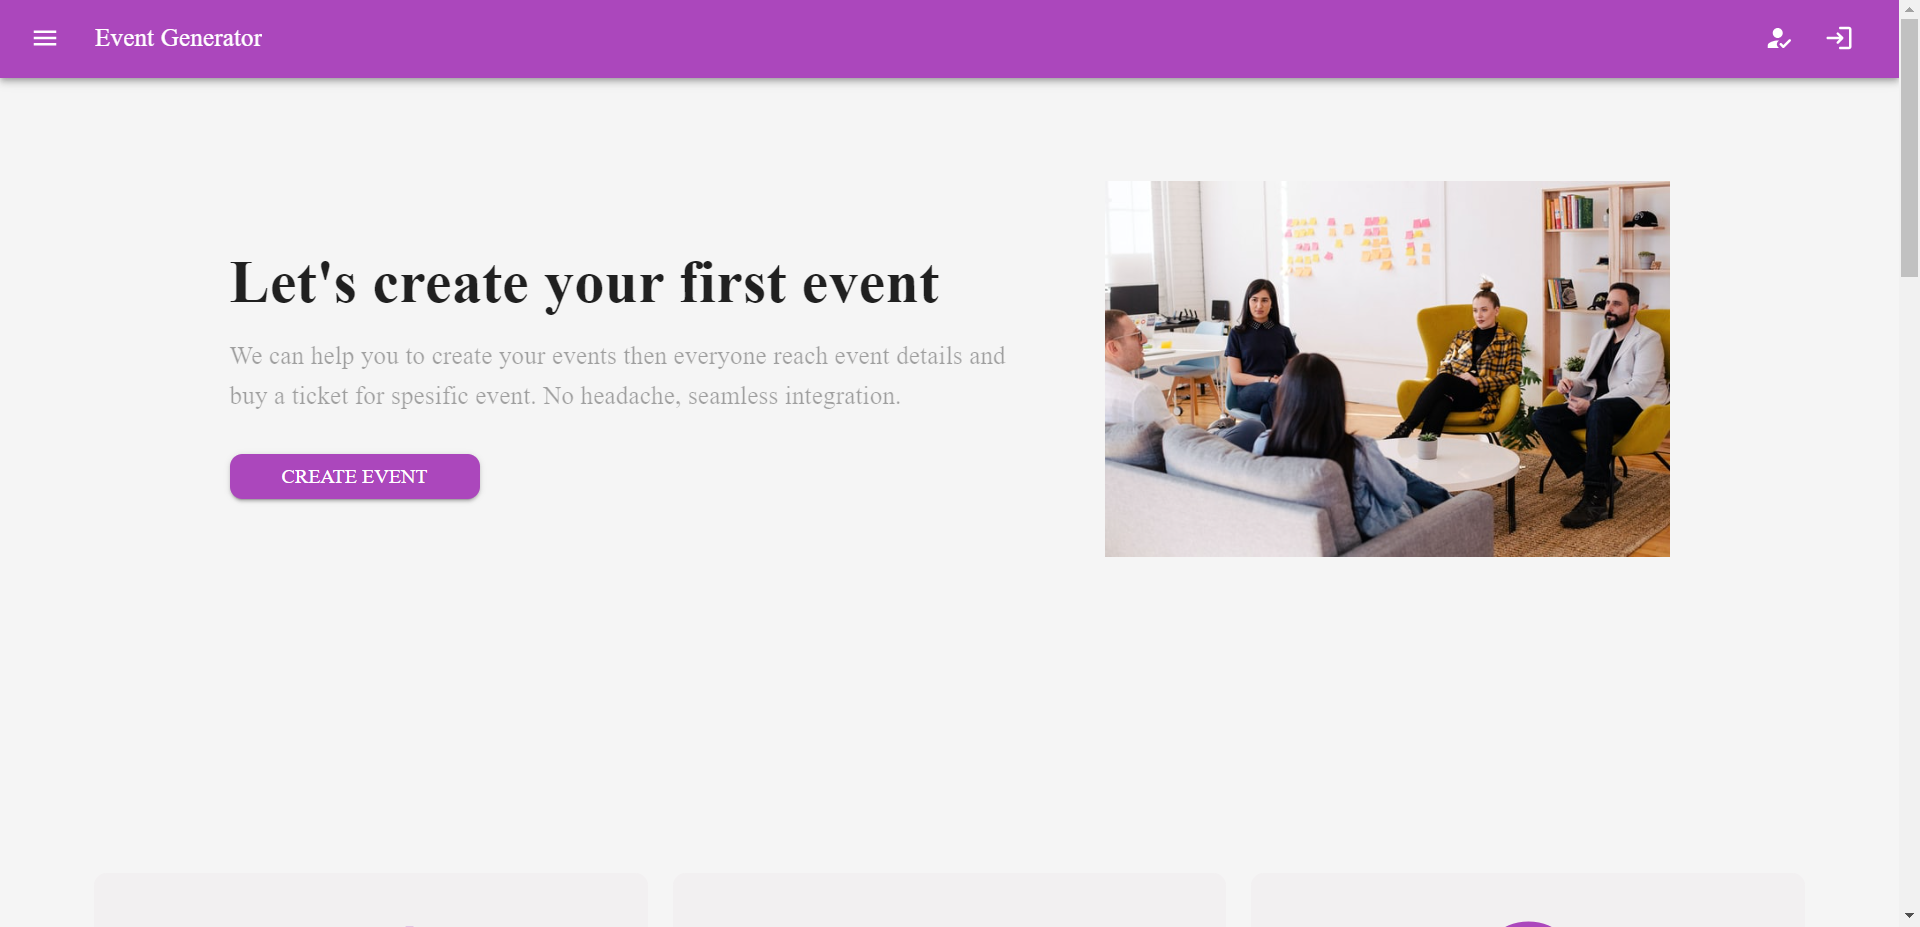 Event Generator
Let's create your first event
We can help you to create your events then everyone reach event details and
buy a ticket for spesific event. No headache, seamless integration.
CREATE EVENT